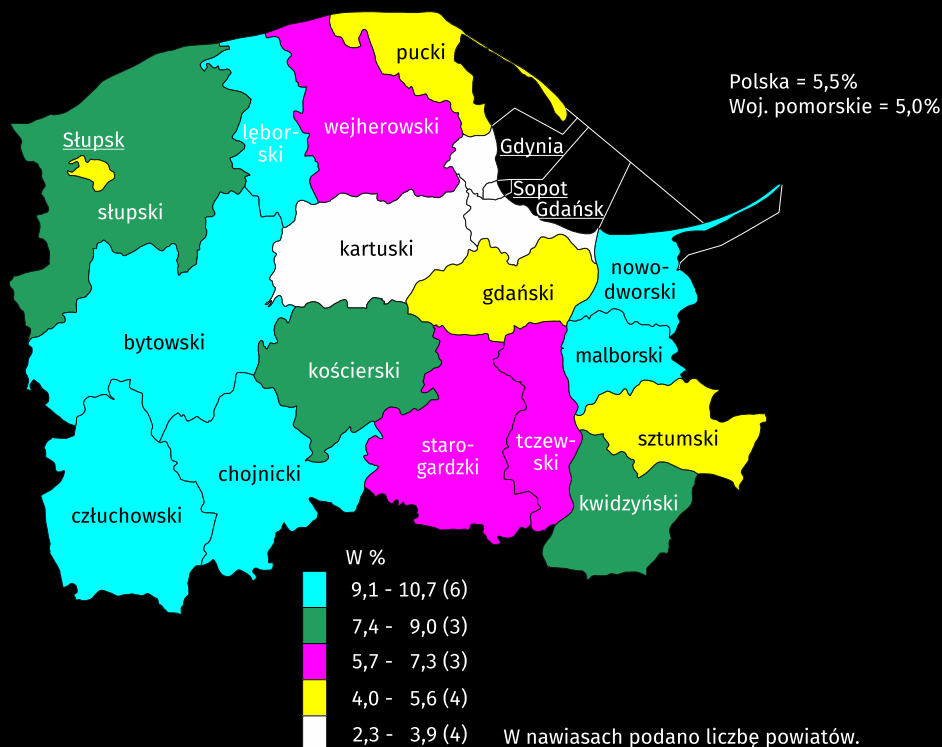 pucki
Polska = 5,5%
Woj. pomorskie = 5,0%
wejherowski
lębor-
ski
Słupsk
Gdynia
Sopot
Gdańsk
słupski
kartuski
nowo-
dworski
gdański
bytowski
malborski
kościerski
sztumski
staro-
gardzki
tczew-
ski
chojnicki
kwidzyński
człuchowski
W %
9,1 - 10,7 (6)
7,4 - 9,0 (3)
5,7 - 7,3 (3)
4,0 - 5,6 (4)
2,3 - 3,9 (4)
W nawiasach podano liczbę powiatów.